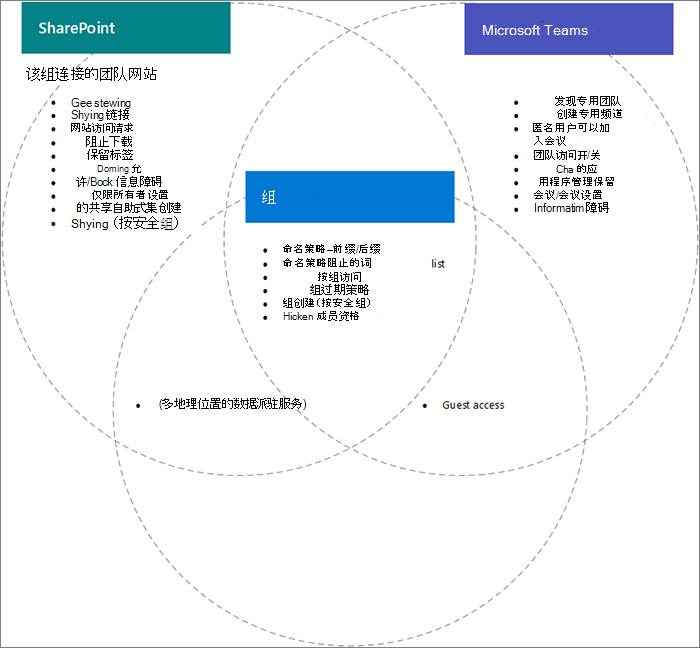 SharePoint
该组连接的团队网站
Gee stewing
Shying 链接
网站访问请求
阻止下载
保留标签
Doming 允
许/Bock 信息障碍
仅限所有者设置
的共享自助式集创建
Shying (按安全组)
Microsoft Teams
发现专用团队
创建专用频道
匿名用户可以加
入会议
团队访问开/关
Cha 的应
用程序管理保留
会议/会议设置
Informatim 障碍
组
命名策略–前缀/后缀
命名策略阻止的词 list
按组访问
组过期策略
组创建(按安全组)
Hicken 成员资格
(多地理位置的数据派驻服务)
Guest access